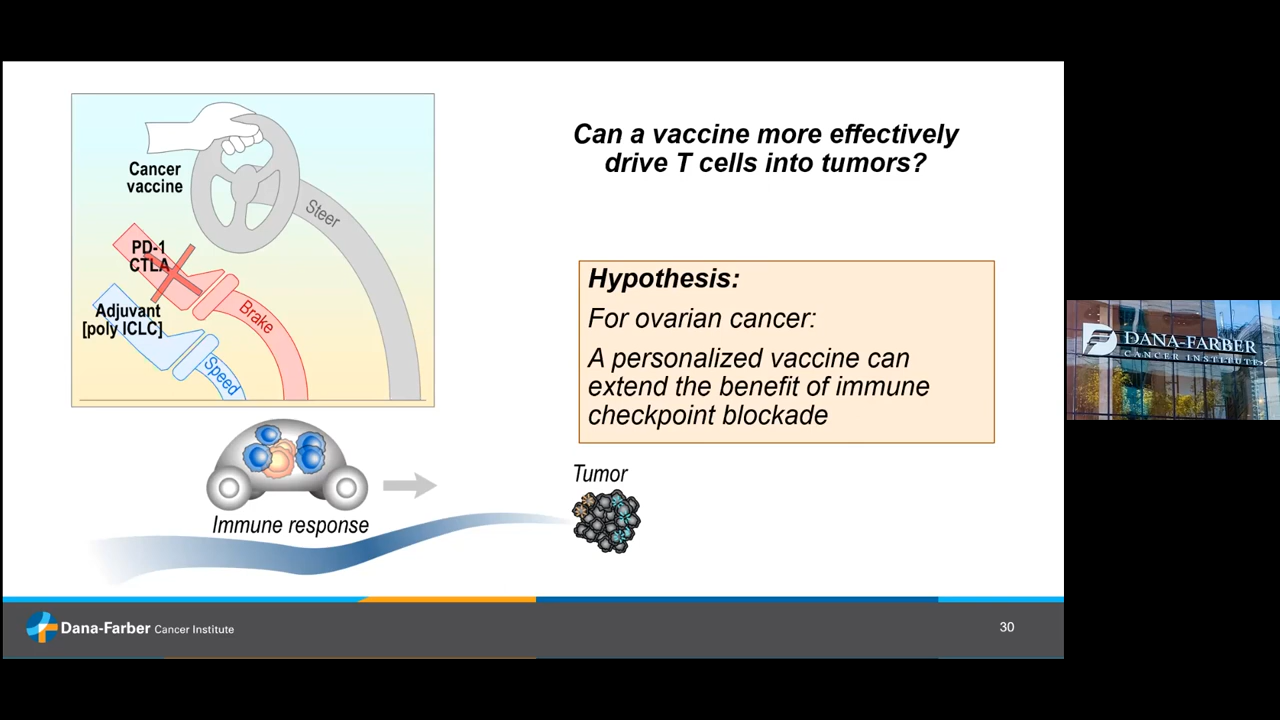 Can a vaccine more effectively
drive T cells into tumors?
Cancer
vaccine
Steer
PD-1
CTLA
Brake
Adjuvant
[poly ICLC]
Speed
Hypothesis:
For ovarian cancer:
A personalized vaccine can
extend the benefit of immune
checkpoint blockade
Immune response
Tumor
Dana-Farber Cancer Institute
30
DANA-FARBER
CANCER INSTITUTE